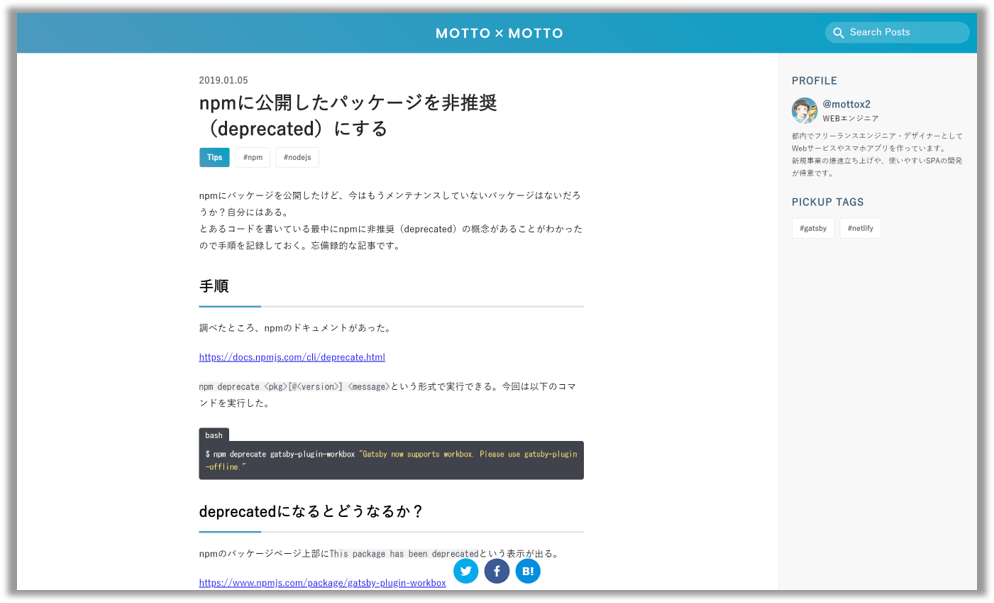 MOTTO × MOTTO
Search Posts
2019.01.05
npmに公開したパッケージを非推奨
（deprecated）にする
Tips
#npm
#nodejs
npmにパッケージを公開したけど、今はもうメンテナンスしていないパッケージはないだろ
うか？自分にはある。
とあるコードを書いている最中にnpmに非推奨（deprecated）の概念があることがわかった
ので手順を記録しておく。忘備録的な記事です。
手順
調べたところ、npmのドキュメントがあった。
https://docs.npmjs.com/cli/deprecate.html
npm deprecate <pkg>[@<version>] <message>という形式で実行できる。今回は以下のコマ
ンドを実行した。
bash
$ npm deprecate gatsby-plugin-workbox "Gatsby now supports workbox. Please use gatsby-plugin
-offline."
deprecatedになるとどうなるか？
npmのパッケージページ上部にThis package has been deprecatedという表示が出る。
https://www.npmjs.com/package/gatsby-plugin-workbox
B!
PROFILE
@mottox2
WEBエンジニア
都内でフリーランスエンジニア・デザイナーとして
Webサービスやスマホアプリを作っています。
新規事業の爆速立ち上げや、使いやすいSPAの開発
が得意です。
PICKUP TAGS
#gatsby
#netlify